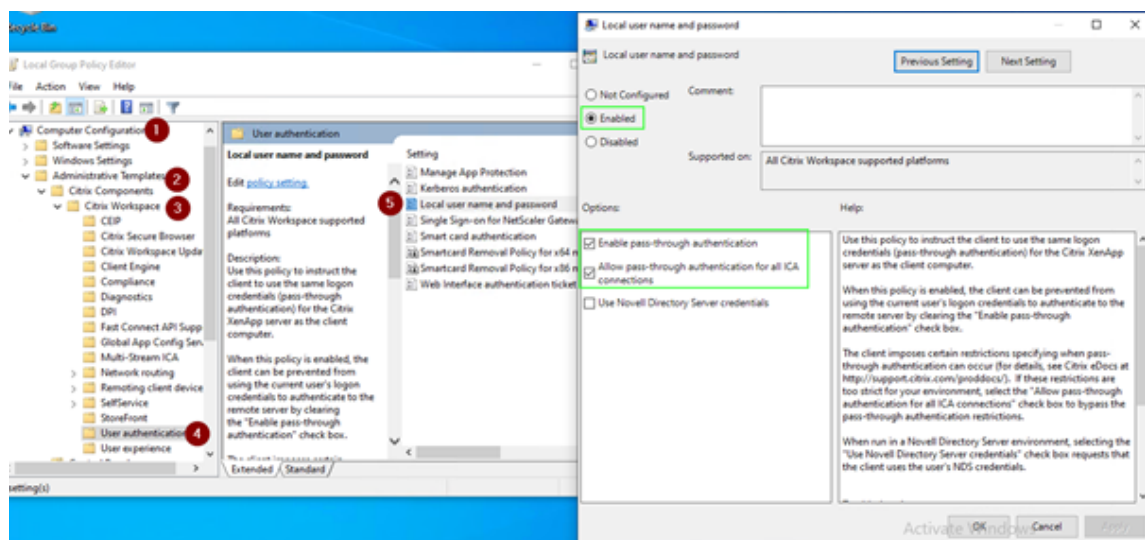 Recycle Bin
Local Group Policy Editor
File Action View Help
Computer Configuration 1
Software Settings
Windows Settings
Administrative Templates 2
Citrix Components
Citrix Workspace 3
CEIP
Citrix Secure Browser
Citrix Workspace Updat
Client Engine
Compliance
Diagnostics
DPI
Fast Connect API Supp
Global App Config Serv
Multi-Stream ICA
Network routing
Remoting client device
SelfService
StoreFront
User authentication 4
User experience
setting(s)
User authentication
Local user name and password
Edit policy setting.
Requirements:
All Citrix Workspace supported
platforms
Description:
Use this policy to instruct the
client to use the same logon
credentials (pass-through
authentication) for the Citrix
XenApp server as the client
computer.
When this policy is enabled, the
client can be prevented from
using the current user's logon
credentials to authenticate to the
remote server by clearing
the "Enable pass-through
authentication" check box.
Extended Standard
Setting
Manage App Protection
Kerberos authentication
5 Local user name and password
Single Sign-on for NetScaler Gatew
Smart card authentication
Smartcard Removal Policy for x64 m
Smartcard Removal Policy for x86 m
Web Interface authentication ticket
Local user name and password
Local user name and password
Previous Setting Next Setting
Not Configured Comment:
Enabled
Disabled
Supported on: All Citrix Workspace supported platforms
Options: Help:
Enable pass-through authentication
Allow pass-through authentication for all ICA
connections
Use Novell Directory Server credentials
Use this policy to instruct the client to use the same logon
credentials (pass-through authentication) for the Citrix XenApp
server as the client computer.
When this policy is enabled, the client can be prevented from
using the current user's logon credentials to authenticate to the
remote server by clearing the "Enable pass-through
authentication" check box.
The client imposes certain restrictions specifying when pass-
through authentication can occur (for details, see Citrix eDocs at
http://support.citrix.com/proddocs/). If these restrictions are
too strict for your environment, select the "Allow pass-through
authentication for all ICA connections" check box to bypass the
pass-through authentication restrictions.
When run in a Novell Directory Server environment, selecting the
"Use Novell Directory Server credentials" check box requests that
the client uses the user's NDS credentials.
Activate Windows
OK Cancel Apply